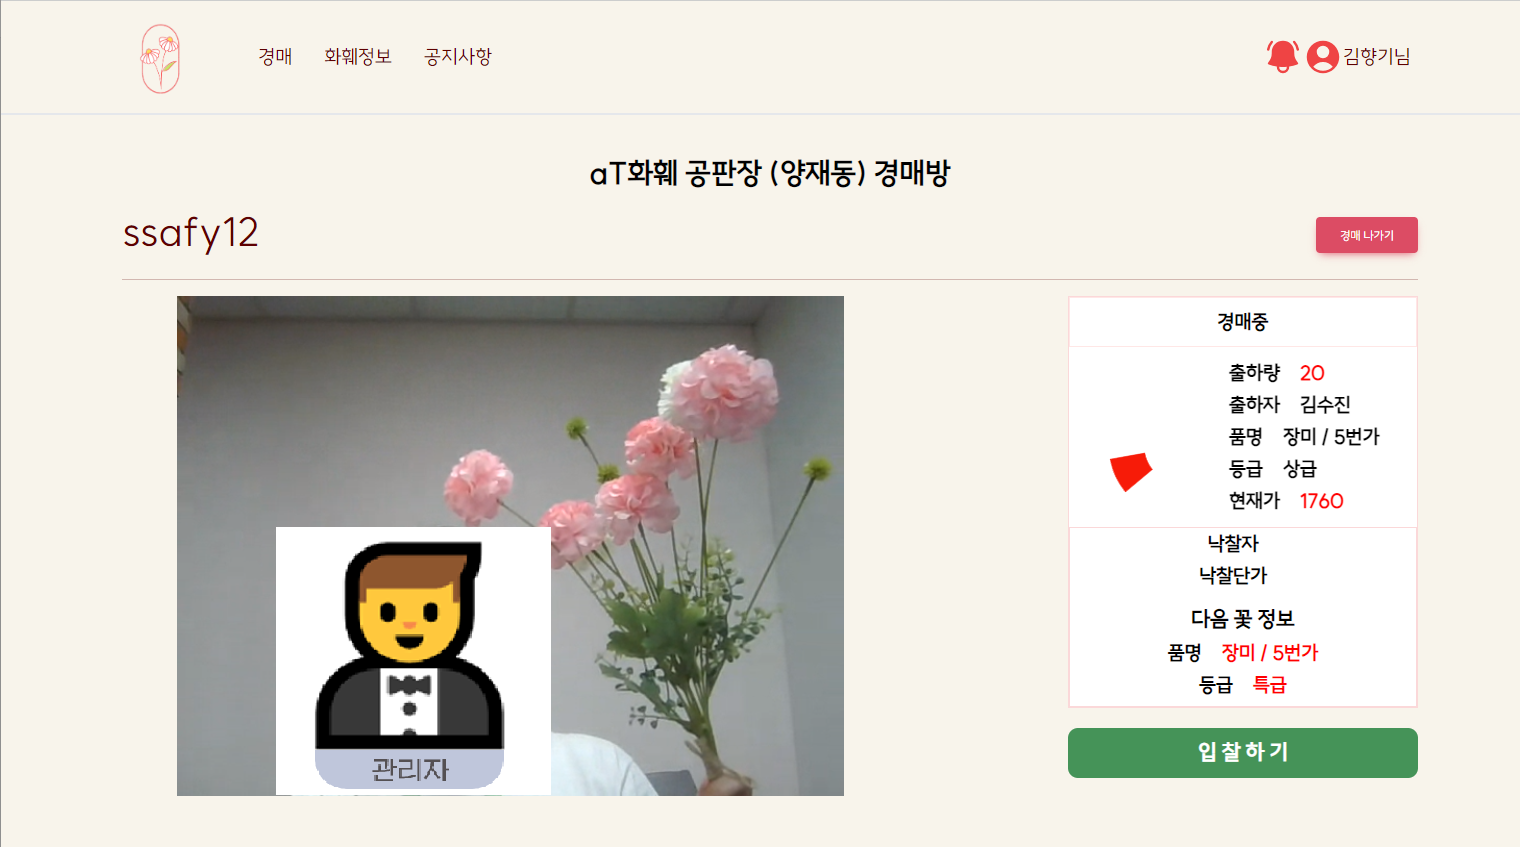 경매 화훼정보 공지사항 김향기님
aT화훼 공판장 (양재동) 경매방
ssafy12
경매 나가기
경매중
출하량 20
출하자 김수진
품명 장미 / 5번가
등급 상급
현재가 1760
낙찰자
낙찰단가
다음 꽃 정보
품명 장미 / 5번가
등급 특급
입찰하기
관리자